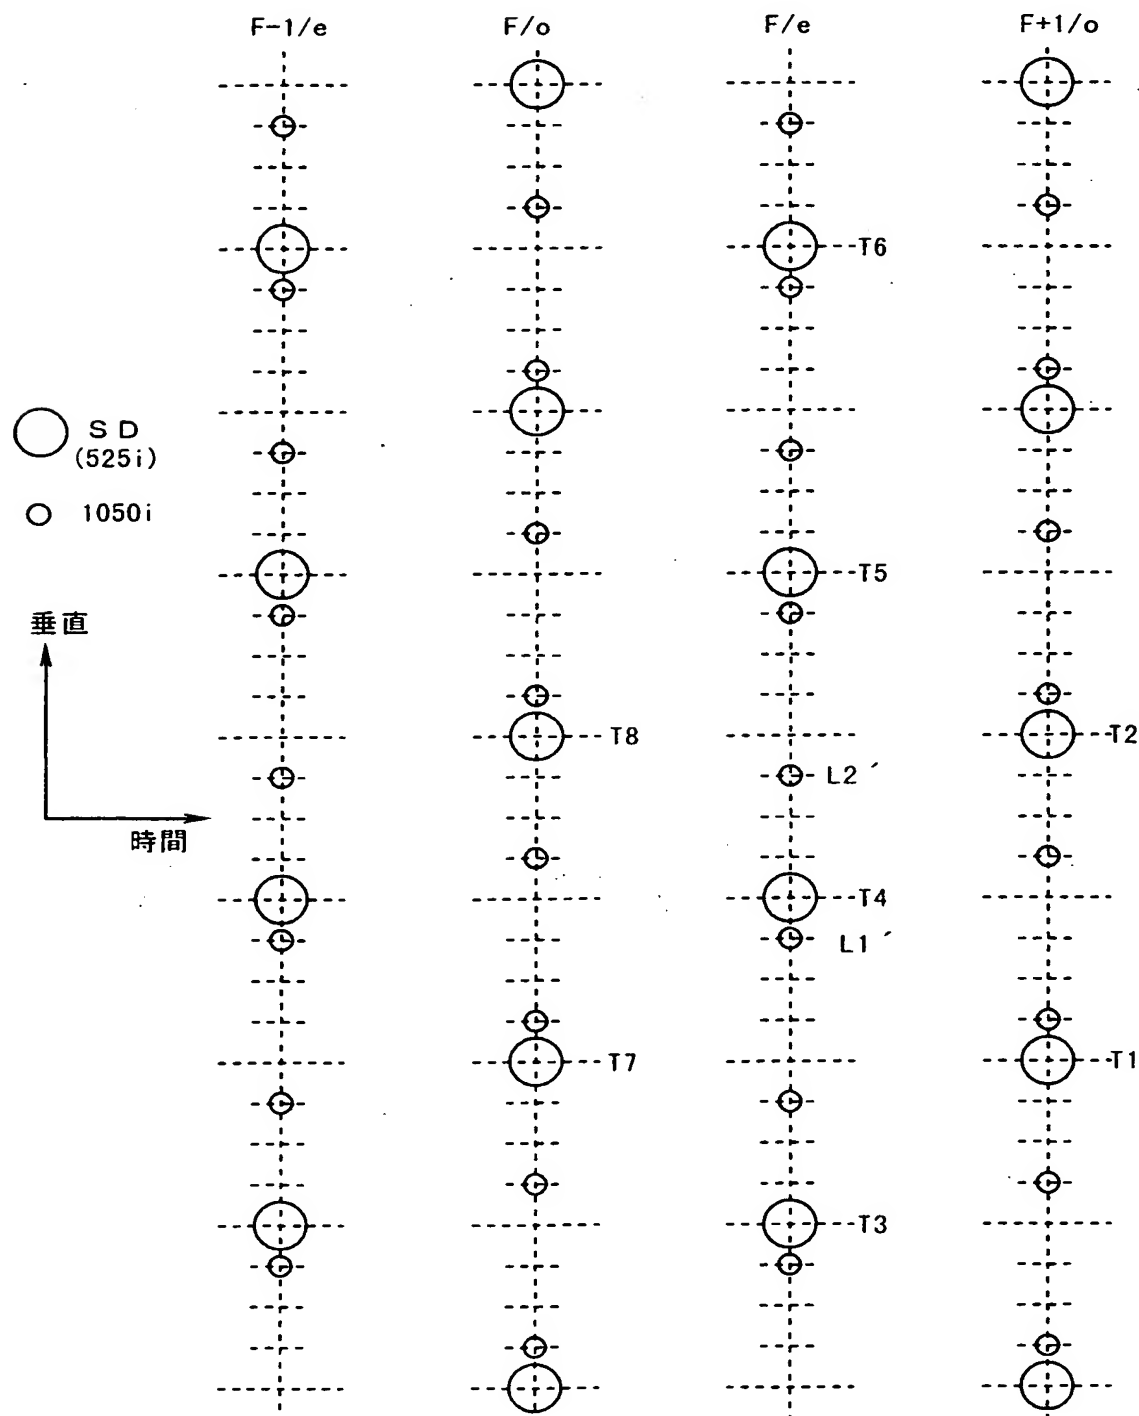 F-1/e F/o F/e F+1/o
T6
SD
(525i)
1050i
T5
垂直
T8 T2
L2´
時間
T4
L1´
T7 T1
T3